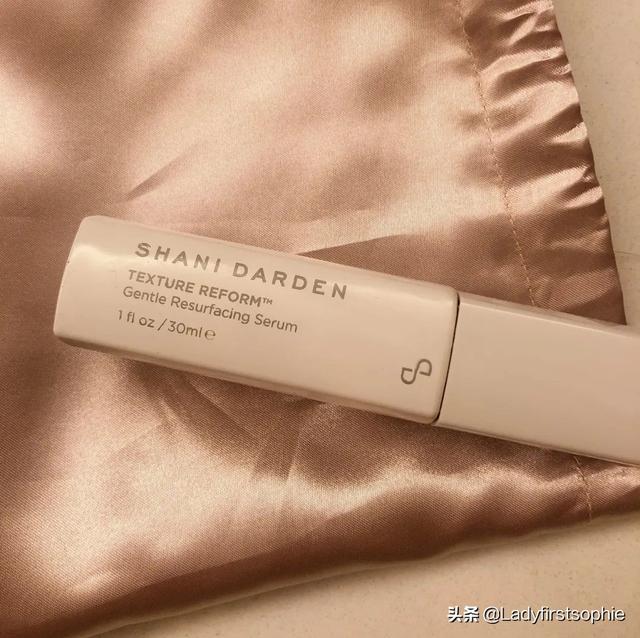 SHANI DARDEN
TEXTURE REFORM™
Gentle Resurfacing Serum
1 fl oz / 30ml ℮
头条 @Ladyfirstsophie